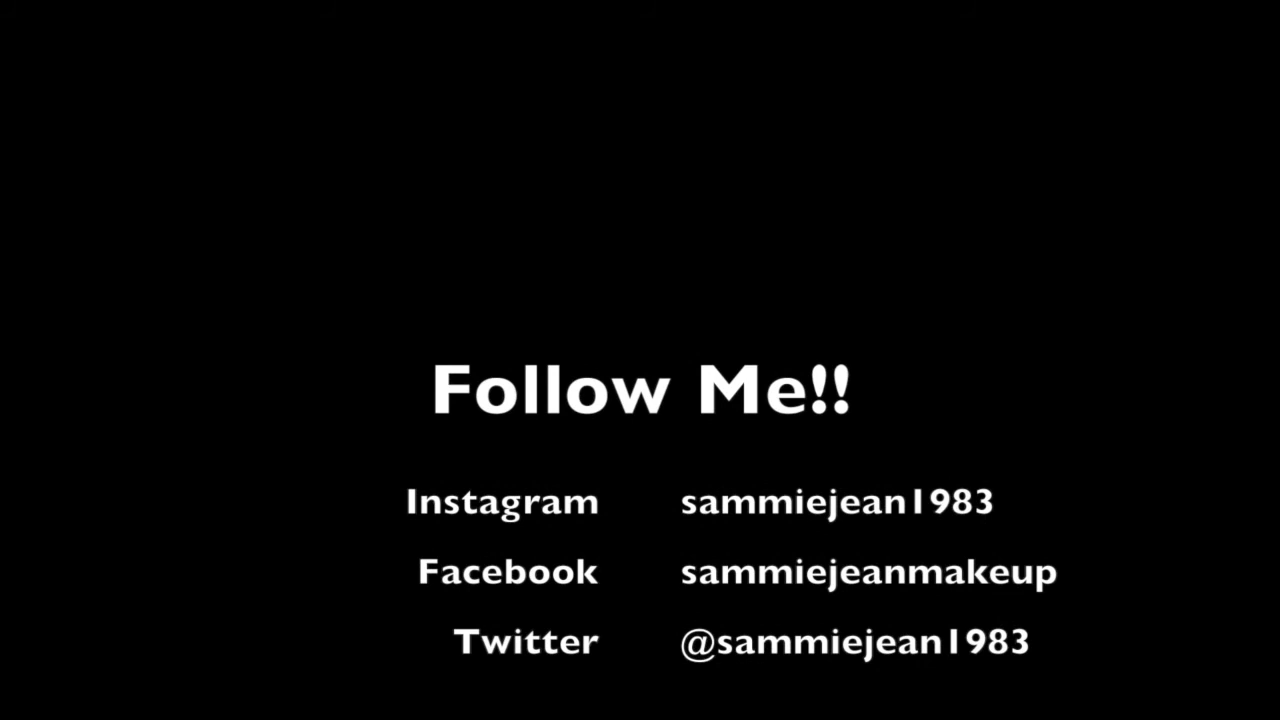 Follow Me!!
Instagram sammiejean1983
Facebook sammiejeanmakeup
Twitter @sammiejean1983